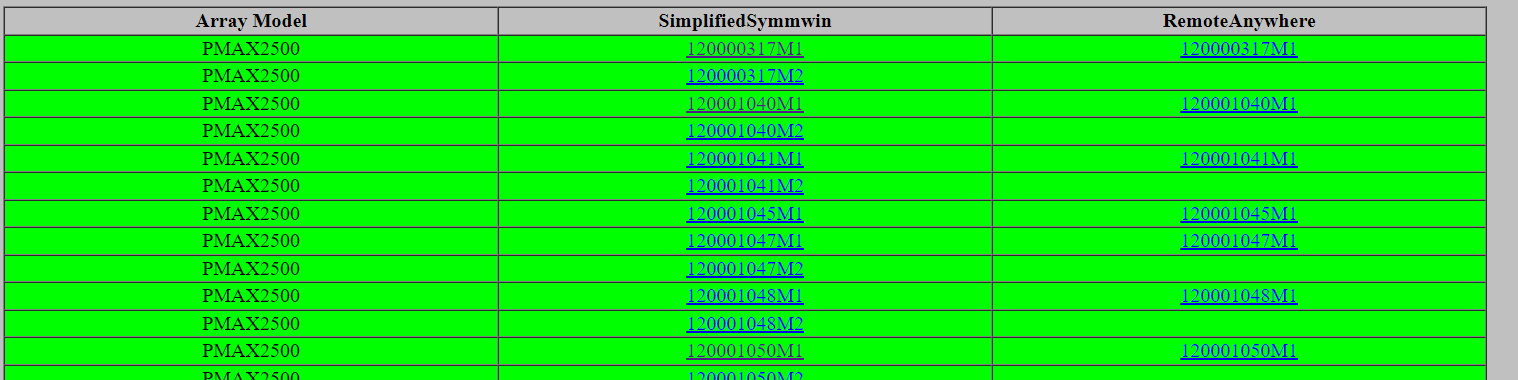 Array Model SimplifiedSymmwin RemoteAnywhere
PMAX2500 120000317M1 120000317M1
PMAX2500 120000317M2
PMAX2500 120001040M1 120001040M1
PMAX2500 120001040M2
PMAX2500 120001041M1 120001041M1
PMAX2500 120001041M2
PMAX2500 120001045M1 120001045M1
PMAX2500 120001047M1 120001047M1
PMAX2500 120001047M2
PMAX2500 120001048M1 120001048M1
PMAX2500 120001048M2
PMAX2500 120001050M1 120001050M1
PMAX2500 120001050M2